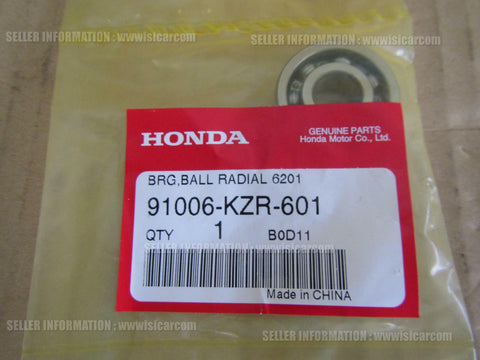 SELLER INFORMATION : www.isicar.com SELLER INFORMATION : www.isicar.com
HONDA
GENUINE PARTS
Honda Motor Co., Ltd.
BRG,BALL RADIAL 6201
91006-KZR-601
QTY 1 B0D11
Made in CHINA
SELLER INFORMATION : www.isicar.com SELLER INFORMATION : www.isicar.com